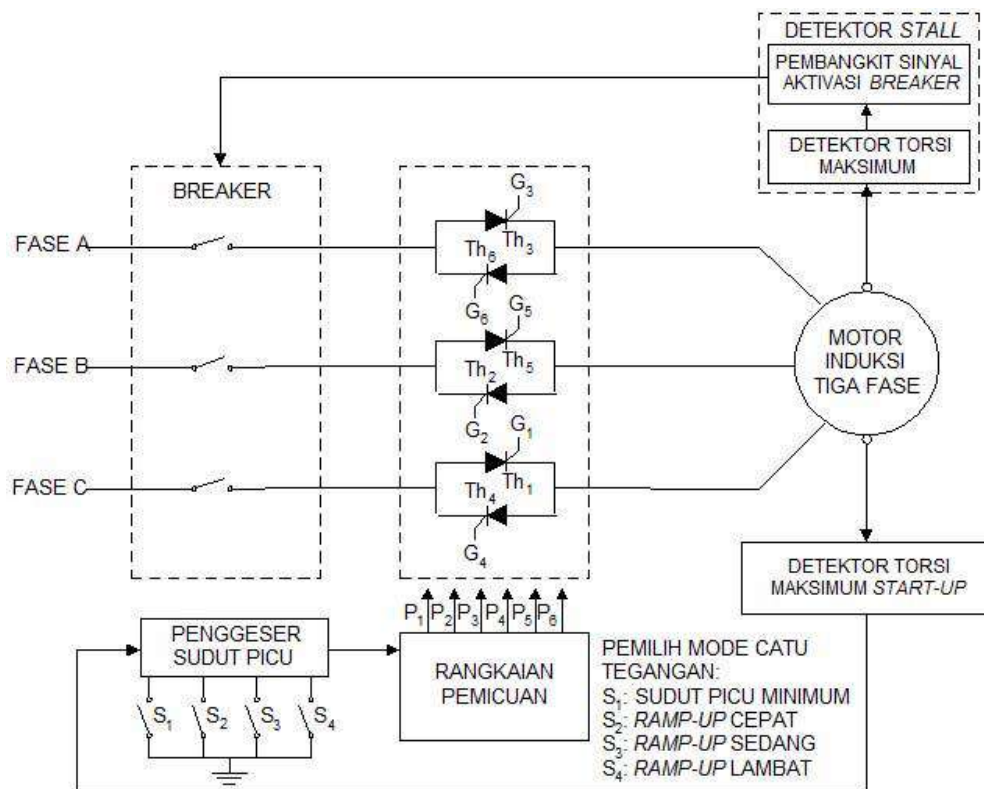 DETEKTOR STALL
PEMBANGKIT SINYAL
AKTIVASI BREAKER
DETEKTOR TORSI
MAKSIMUM
BREAKER
FASE A
G3
Th6
Th3
G6
G5
FASE B
Th2
Th5
G2
G1
FASE C
Th4
Th1
G4
MOTOR
INDUKSI
TIGA FASE
DETEKTOR TORSI
MAKSIMUM START-UP
P1 P2 P3 P4 P5 P6
PENGGESER
SUDUT PICU
S1 S2 S3 S4
RANGKAIAN
PEMICUAN
PEMILIH MODE CATU
TEGANGAN:
S1: SUDUT PICU MINIMUM
S2: RAMP-UP CEPAT
S3: RAMP-UP SEDANG
S4: RAMP-UP LAMBAT